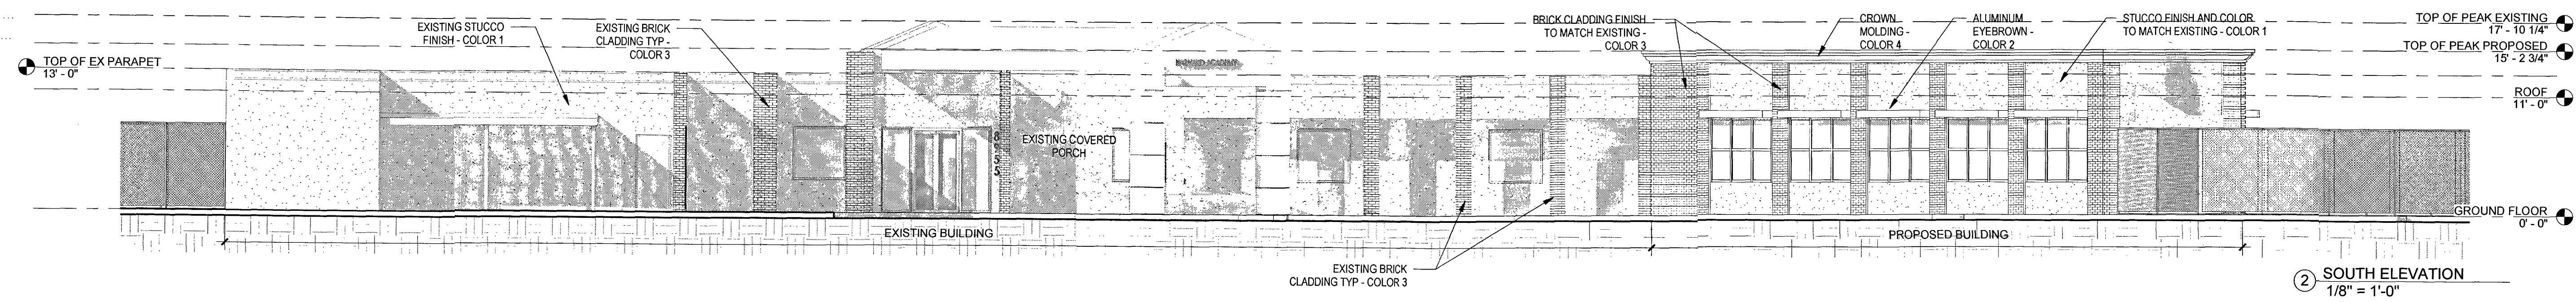 EXISTING STUCCO
FINISH - COLOR 1
EXISTING BRICK
CLADDING TYP -
COLOR 3
BRICK CLADDING FINISH
TO MATCH EXISTING -
COLOR 3
CROWN
MOLDING -
COLOR 4
ALUMINUM
EYEBROWN -
COLOR 2
STUCCO FINISH AND COLOR
TO MATCH EXISTING - COLOR 1
TOP OF PEAK EXISTING
17' - 10 1/4"
TOP OF PEAK PROPOSED
15' - 2 3/4"
ROOF
11' - 0"
GROUND FLOOR
0' - 0"
TOP OF EX PARAPET
13' - 0"
ACADEMY
EXISTING COVERED
PORCH
EXISTING BUILDING
PROPOSED BUILDING
EXISTING BRICK
CLADDING TYP - COLOR 3
2 SOUTH ELEVATION
1/8" = 1'-0"